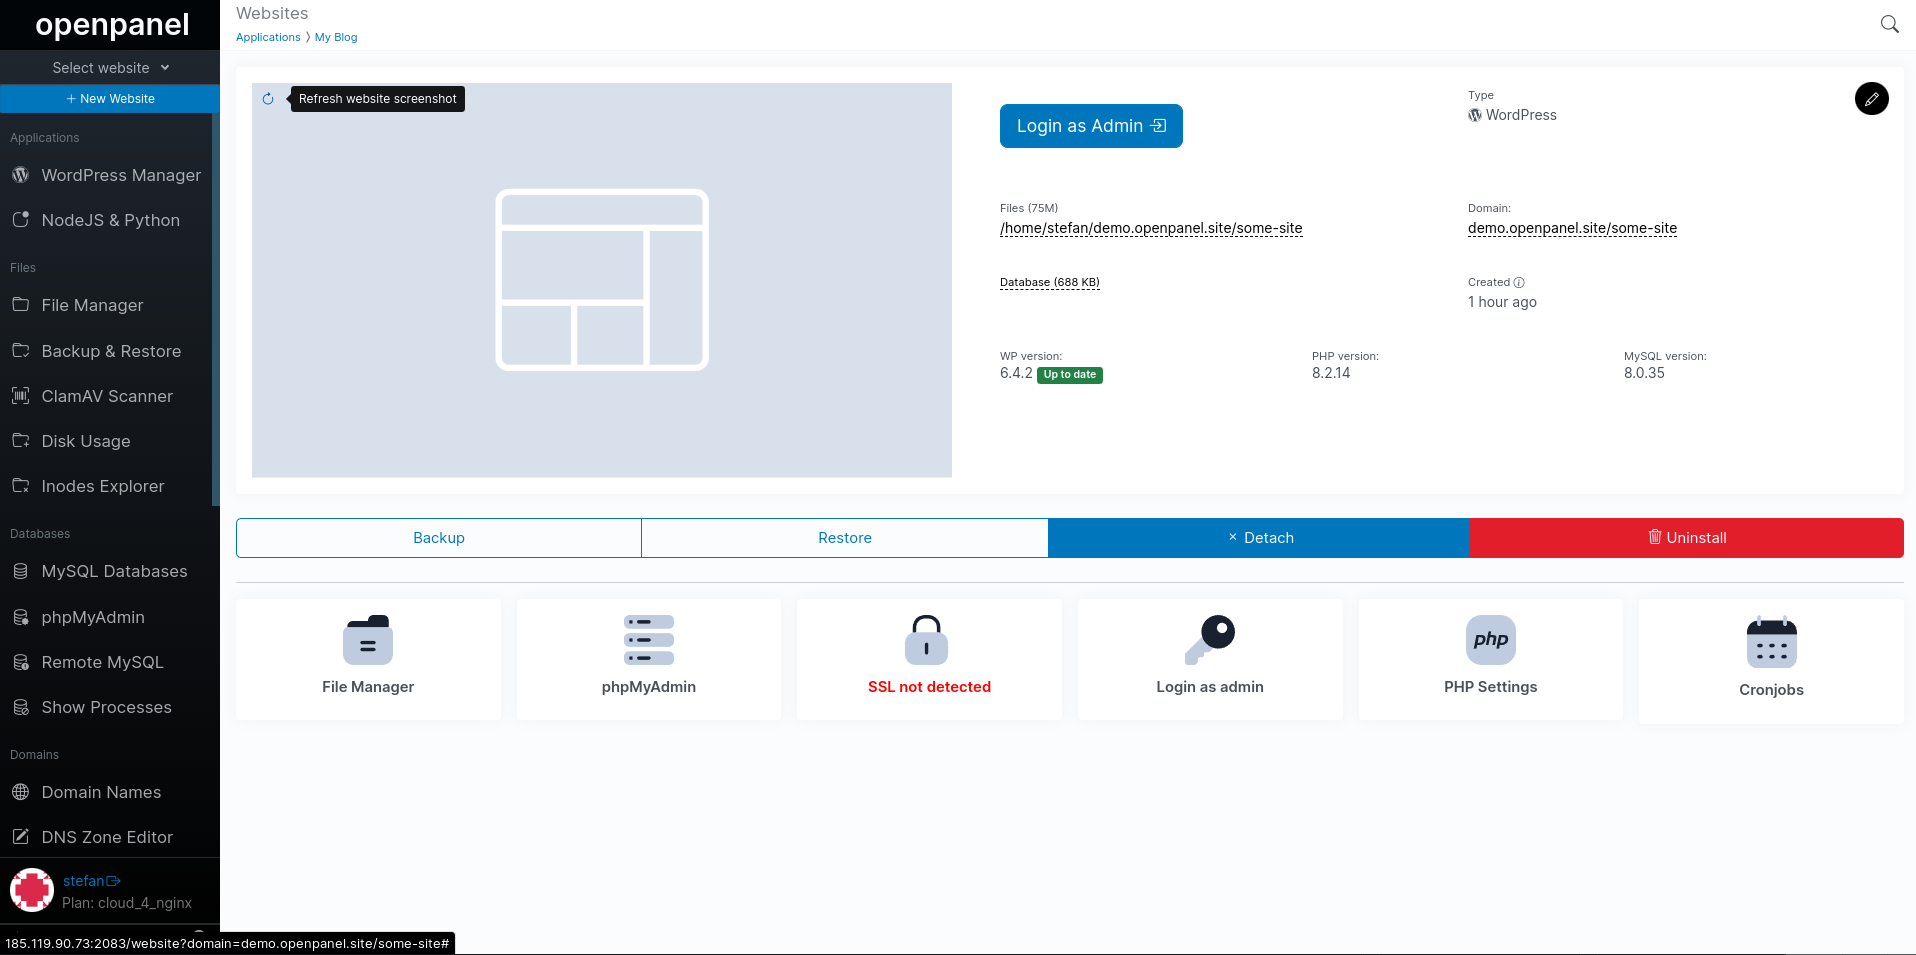 openpanel
Select website
+ New Website
Applications
WordPress Manager
NodeJS & Python
Files
File Manager
Backup & Restore
ClamAV Scanner
Disk Usage
Inodes Explorer
Databases
MySQL Databases
phpMyAdmin
Remote MySQL
Show Processes
Domains
Domain Names
DNS Zone Editor
stefan
Plan: cloud_4_nginx
Websites
Applications 〉 My Blog
Refresh website screenshot
Login as Admin
Type
WordPress
Files (75M)
/home/stefan/demo.openpanel.site/some-site
Domain:
demo.openpanel.site/some-site
Database (688 KB)
Created
1 hour ago
WP version:
6.4.2 Up to date
PHP version:
8.2.14
MySQL version:
8.0.35
Backup
Restore
× Detach
Uninstall
File Manager
phpMyAdmin
SSL not detected
Login as admin
php
PHP Settings
Cronjobs
185.119.90.73:2083/website?domain=demo.openpanel.site/some-site#